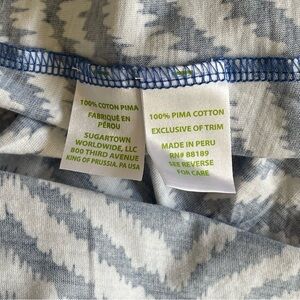 100% COTON PIMA
FABRIQUÉ EN
PÉROU
SUGARTOWN
WORLDWIDE, LLC
800 THIRD AVENUE
KING OF PRUSSIA, PA USA
100% PIMA COTTON
EXCLUSIVE OF TRIM
MADE IN PERU
RN# 88189
SEE REVERSE
FOR CARE